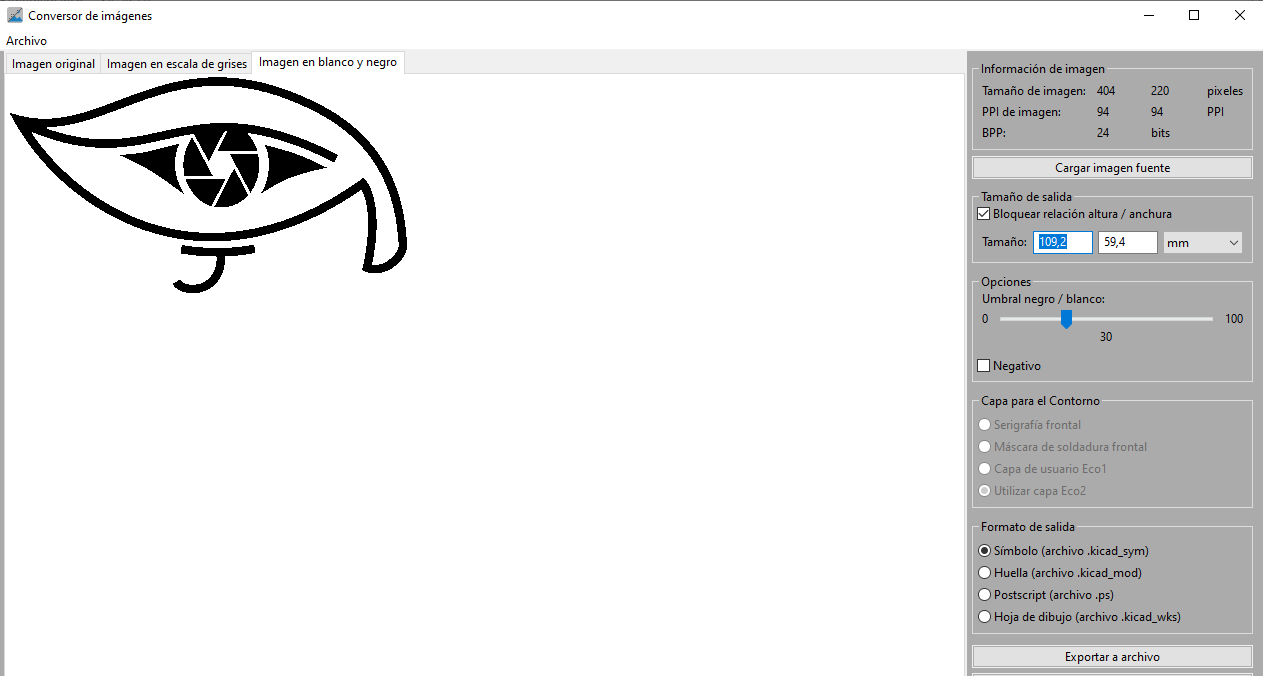 Conversor de imágenes
Archivo
Imagen original Imagen en escala de grises Imagen en blanco y negro
Información de imagen
Tamaño de imagen: 404 220 pixeles
PPI de imagen: 94 94 PPI
BPP: 24 bits
Cargar imagen fuente
Tamaño de salida
Bloquear relación altura / anchura
Tamaño: 109,2 59,4 mm
Opciones
Umbral negro / blanco:
0 100
30
Negativo
Capa para el Contorno
Serigrafía frontal
Máscara de soldadura frontal
Capa de usuario Eco1
Utilizar capa Eco2
Formato de salida
Símbolo (archivo .kicad_sym)
Huella (archivo .kicad_mod)
Postscript (archivo .ps)
Hoja de dibujo (archivo .kicad_wks)
Exportar a archivo